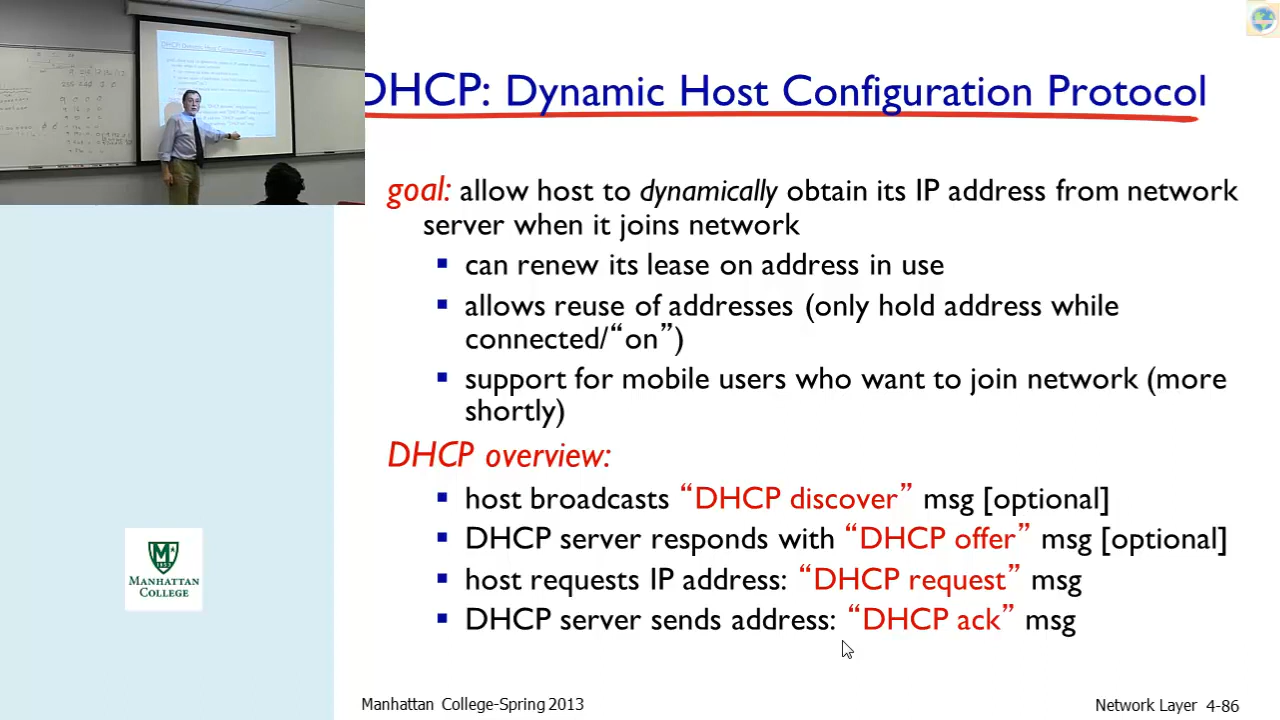 DHCP: Dynamic Host Configuration Protocol
goal: allow host to dynamically obtain its IP address from network
server when it joins network
▪ can renew its lease on address in use
▪ allows reuse of addresses (only hold address while
connected/“on”)
▪ support for mobile users who want to join network (more
shortly)
DHCP overview:
▪ host broadcasts “DHCP discover” msg [optional]
▪ DHCP server responds with “DHCP offer” msg [optional]
▪ host requests IP address: “DHCP request” msg
▪ DHCP server sends address: “DHCP ack” msg
MANHATTAN
COLLEGE
Manhattan College-Spring 2013
Network Layer 4-86